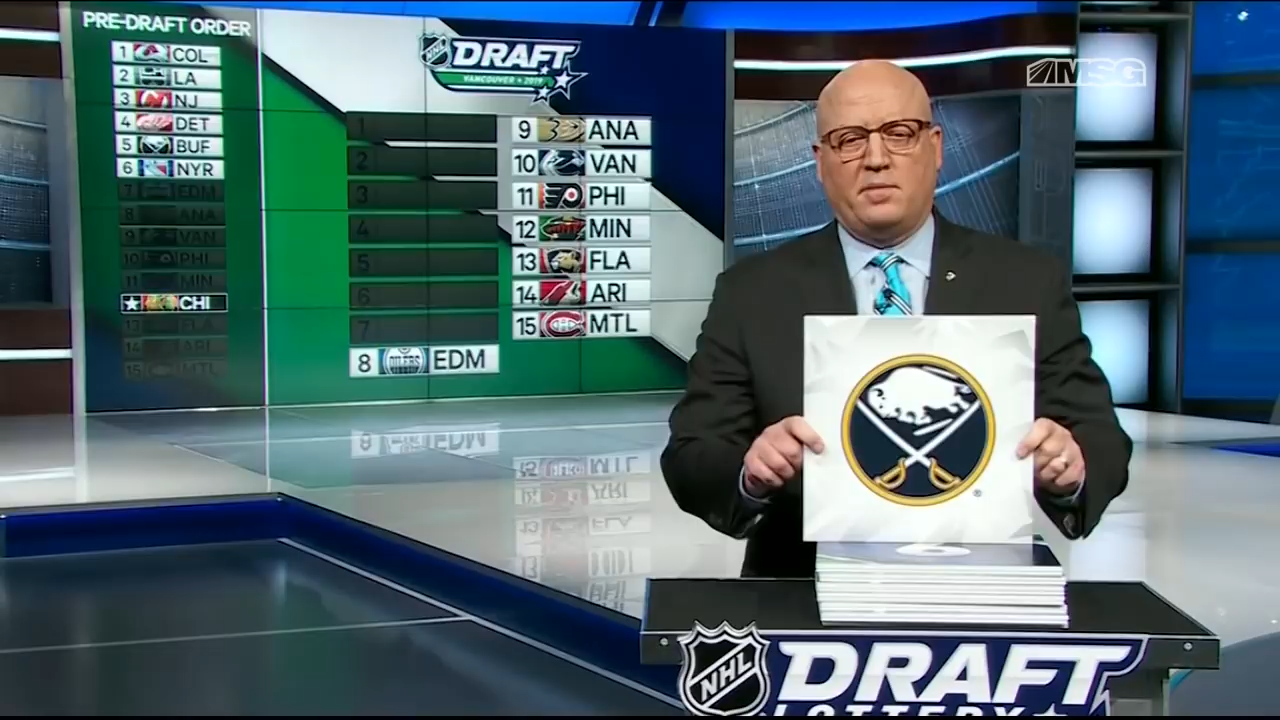 PRE-DRAFT ORDER
1 COL
2 LA
3 NJ
4 DET
5 BUF
6 NYR
7 EDM
8 ANA
9 VAN
10 PHI
11 MIN
CHI
13 FLA
14 ARI
15 MTL
NHL DRAFT
VANCOUVER 2019
1
2
3
4
5
6
7
8 OILERS EDM
9 ANA
10 VAN
11 PHI
12 MIN
13 FLA
14 ARI
15 MTL
MSG
®
6
NHL DRAFT
LOTTERY